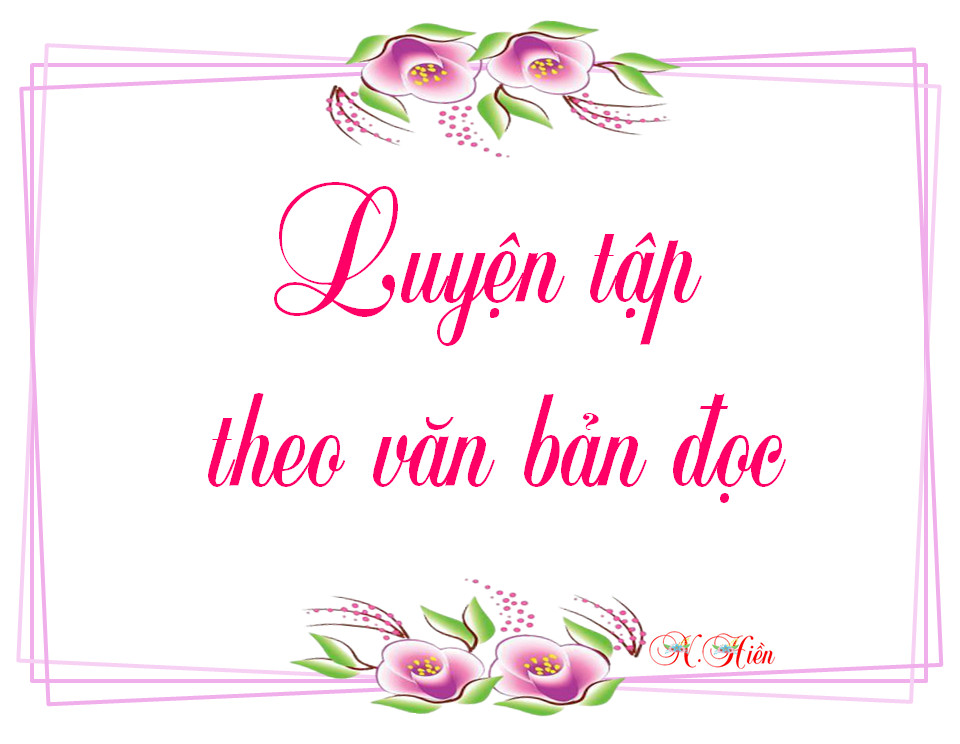 Luyện tập
theo văn bản đọc
N.Hiền